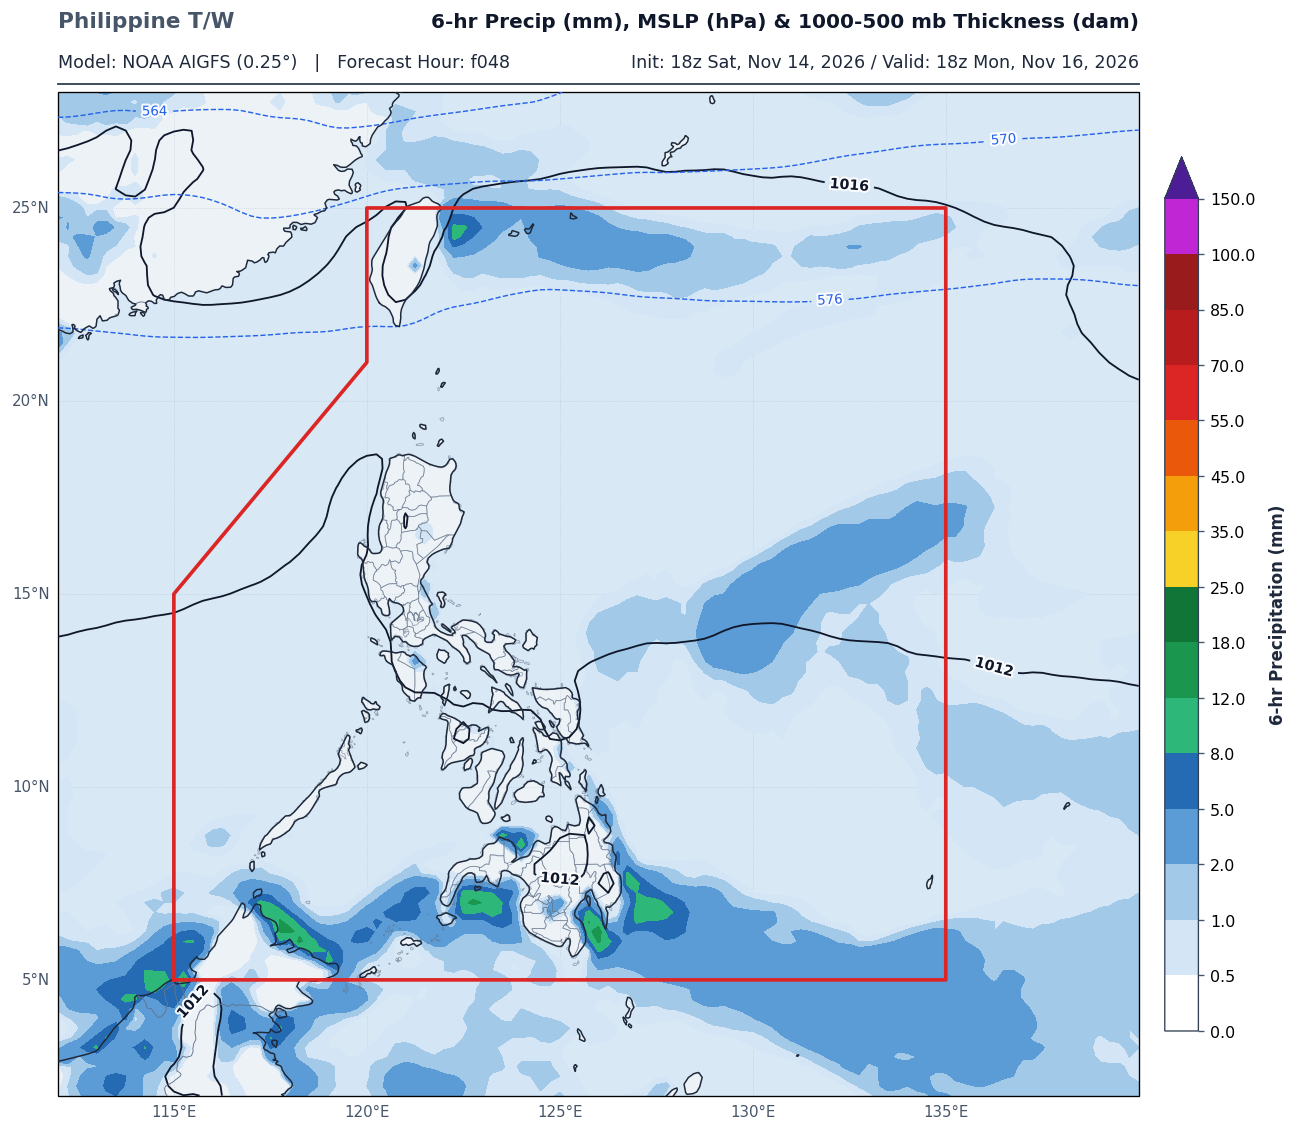 Philippine T/W
6-hr Precip (mm), MSLP (hPa) & 1000-500 mb Thickness (dam)
Model: NOAA AIGFS (0.25°) | Forecast Hour: f048
Init: 18z Sat, Nov 14, 2026 / Valid: 18z Mon, Nov 16, 2026
564
570
1016
25°N
576
20°N
15°N
1012
10°N
1012
5°N
1012
115°E
120°E
125°E
130°E
135°E
150.0
100.0
85.0
70.0
55.0
45.0
35.0
25.0
18.0
12.0
8.0
5.0
2.0
1.0
0.5
0.0
6-hr Precipitation (mm)